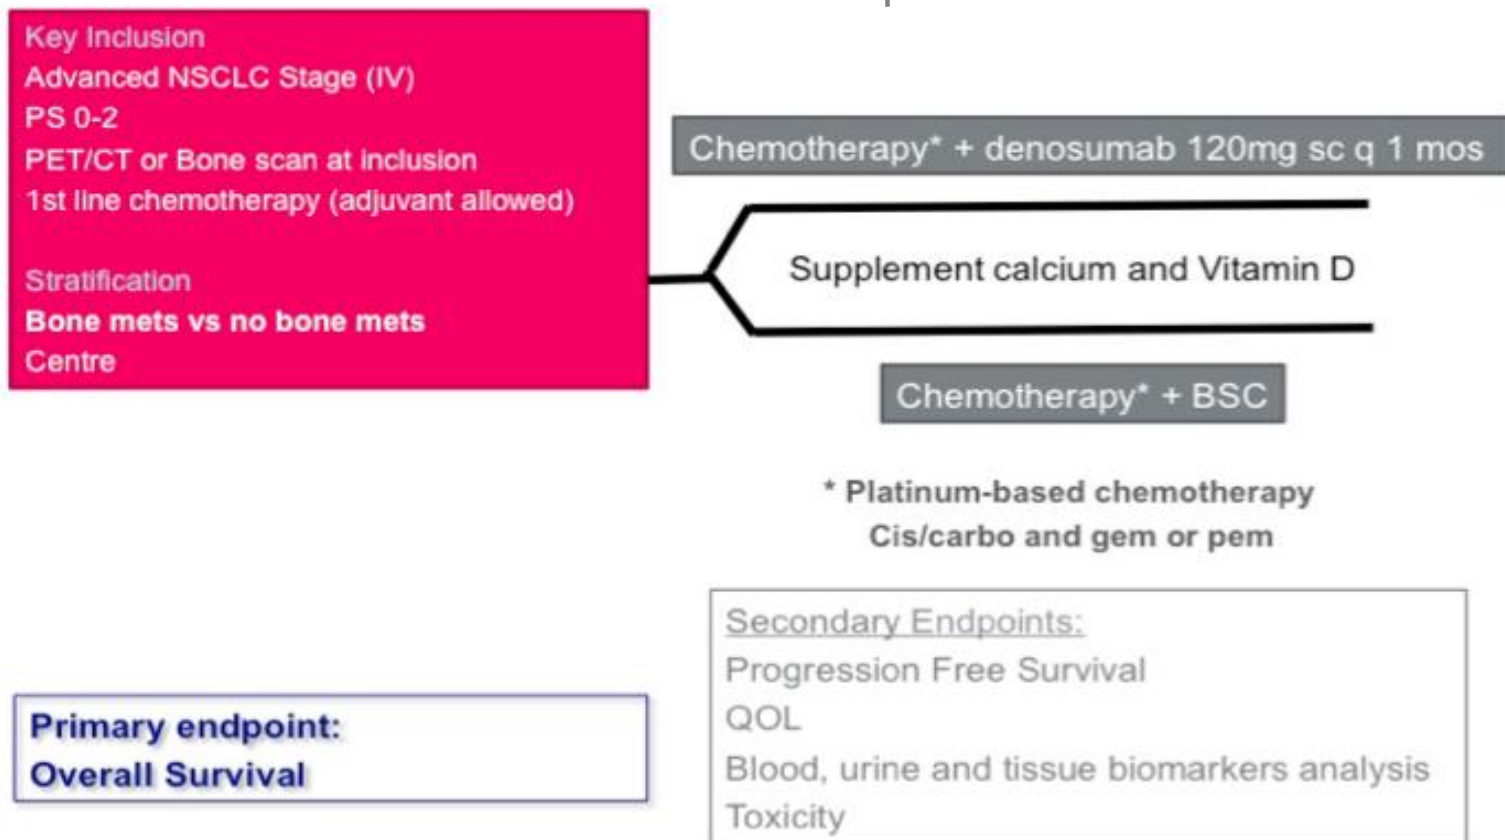 Key Inclusion
Advanced NSCLC Stage (IV)
PS 0-2
PET/CT or Bone scan at inclusion
1st line chemotherapy (adjuvant allowed)
Stratification
Bone mets vs no bone mets
Centre
Chemotherapy* + denosumab 120mg sc q 1 mos
Supplement calcium and Vitamin D
Chemotherapy* + BSC
* Platinum-based chemotherapy
Cis/carbo and gem or pem
Primary endpoint:
Overall Survival
Secondary Endpoints:
Progression Free Survival
QOL
Blood, urine and tissue biomarkers analysis
Toxicity